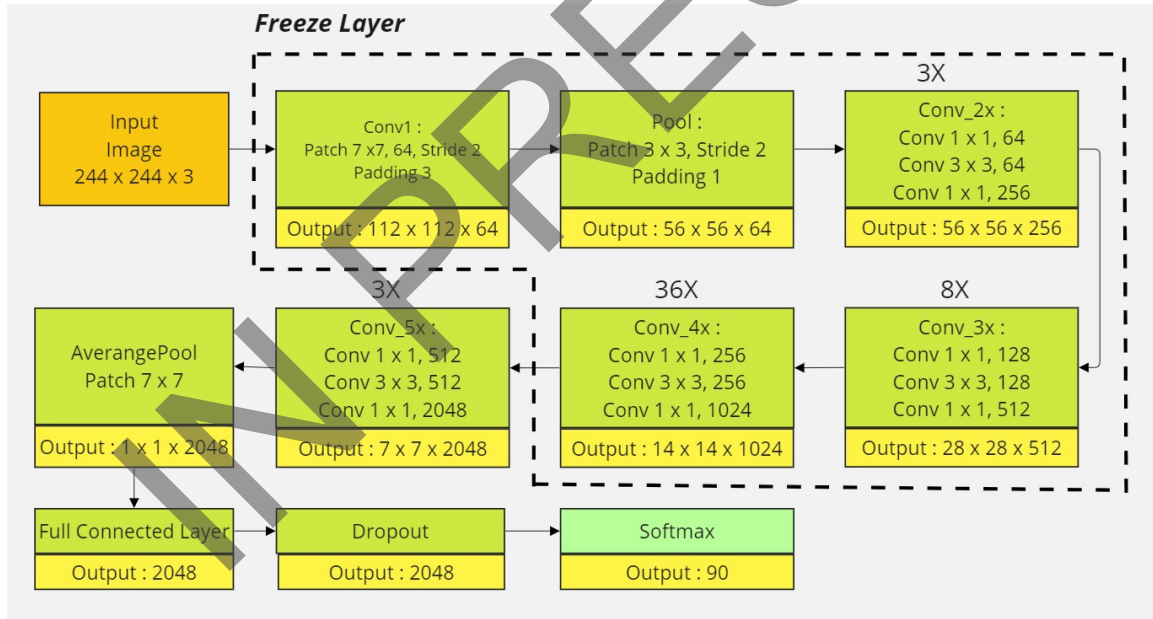 Freeze Layer
3X
Input
Image
244 x 244 x 3
Conv1 :
Patch 7 x7, 64, Stride 2
Padding 3
Output : 112 x 112 x 64
Pool :
Patch 3 x 3, Stride 2
Padding 1
Output : 56 x 56 x 64
Conv_2x :
Conv 1 x 1, 64
Conv 3 x 3, 64
Conv 1 x 1, 256
Output : 56 x 56 x 256
8X
Conv_3x :
Conv 1 x 1, 128
Conv 3 x 3, 128
Conv 1 x 1, 512
Output : 28 x 28 x 512
36X
Conv_4x :
Conv 1 x 1, 256
Conv 3 x 3, 256
Conv 1 x 1, 1024
Output : 14 x 14 x 1024
3X
Conv_5x :
Conv 1 x 1, 512
Conv 3 x 3, 512
Conv 1 x 1, 2048
Output : 7 x 7 x 2048
AverangePool
Patch 7 x 7
Output : 1 x 1 x 2048
Full Connected Layer
Output : 2048
Dropout
Output : 2048
Softmax
Output : 90